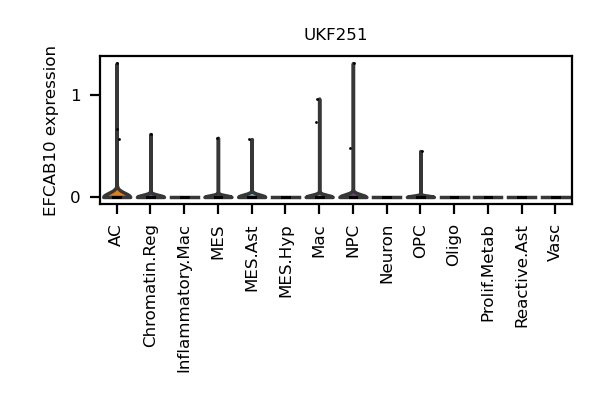 UKF251
EFCAB10 expression
1
0
AC
Chromatin.Reg
Inflammatory.Mac
MES
MES.Ast
MES.Hyp
Mac
NPC
Neuron
OPC
Oligo
Prolif.Metab
Reactive.Ast
Vasc